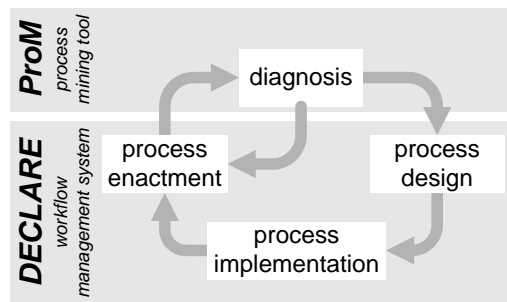 ProM
process
mining tool
diagnosis
DECLARE
workflow
management system
process
enactment
process
design
process
implementation